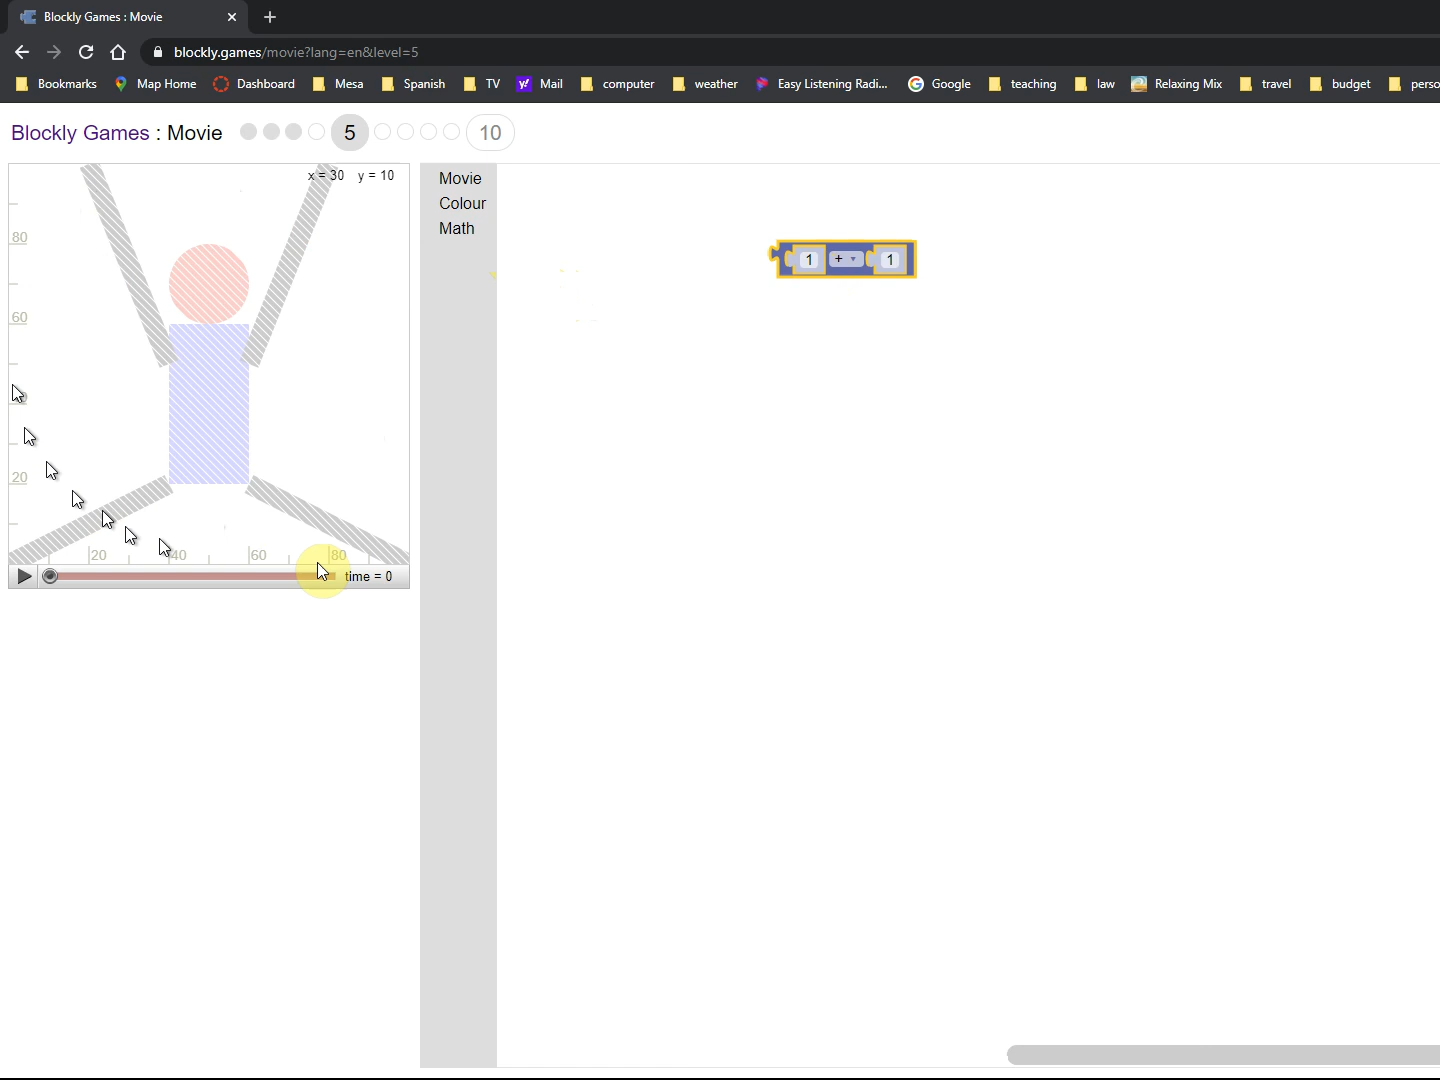 Blockly Games : Movie
blockly.games/movie?lang=en&level=5
Bookmarks Map Home Dashboard Mesa Spanish TV Mail computer weather Easy Listening Radi... Google teaching law Relaxing Mix travel budget perso
Blockly Games : Movie 5 10
x = 30 y = 10
Movie
Colour
Math
1 + 1
80
60
20
20 40 60 80
time = 0